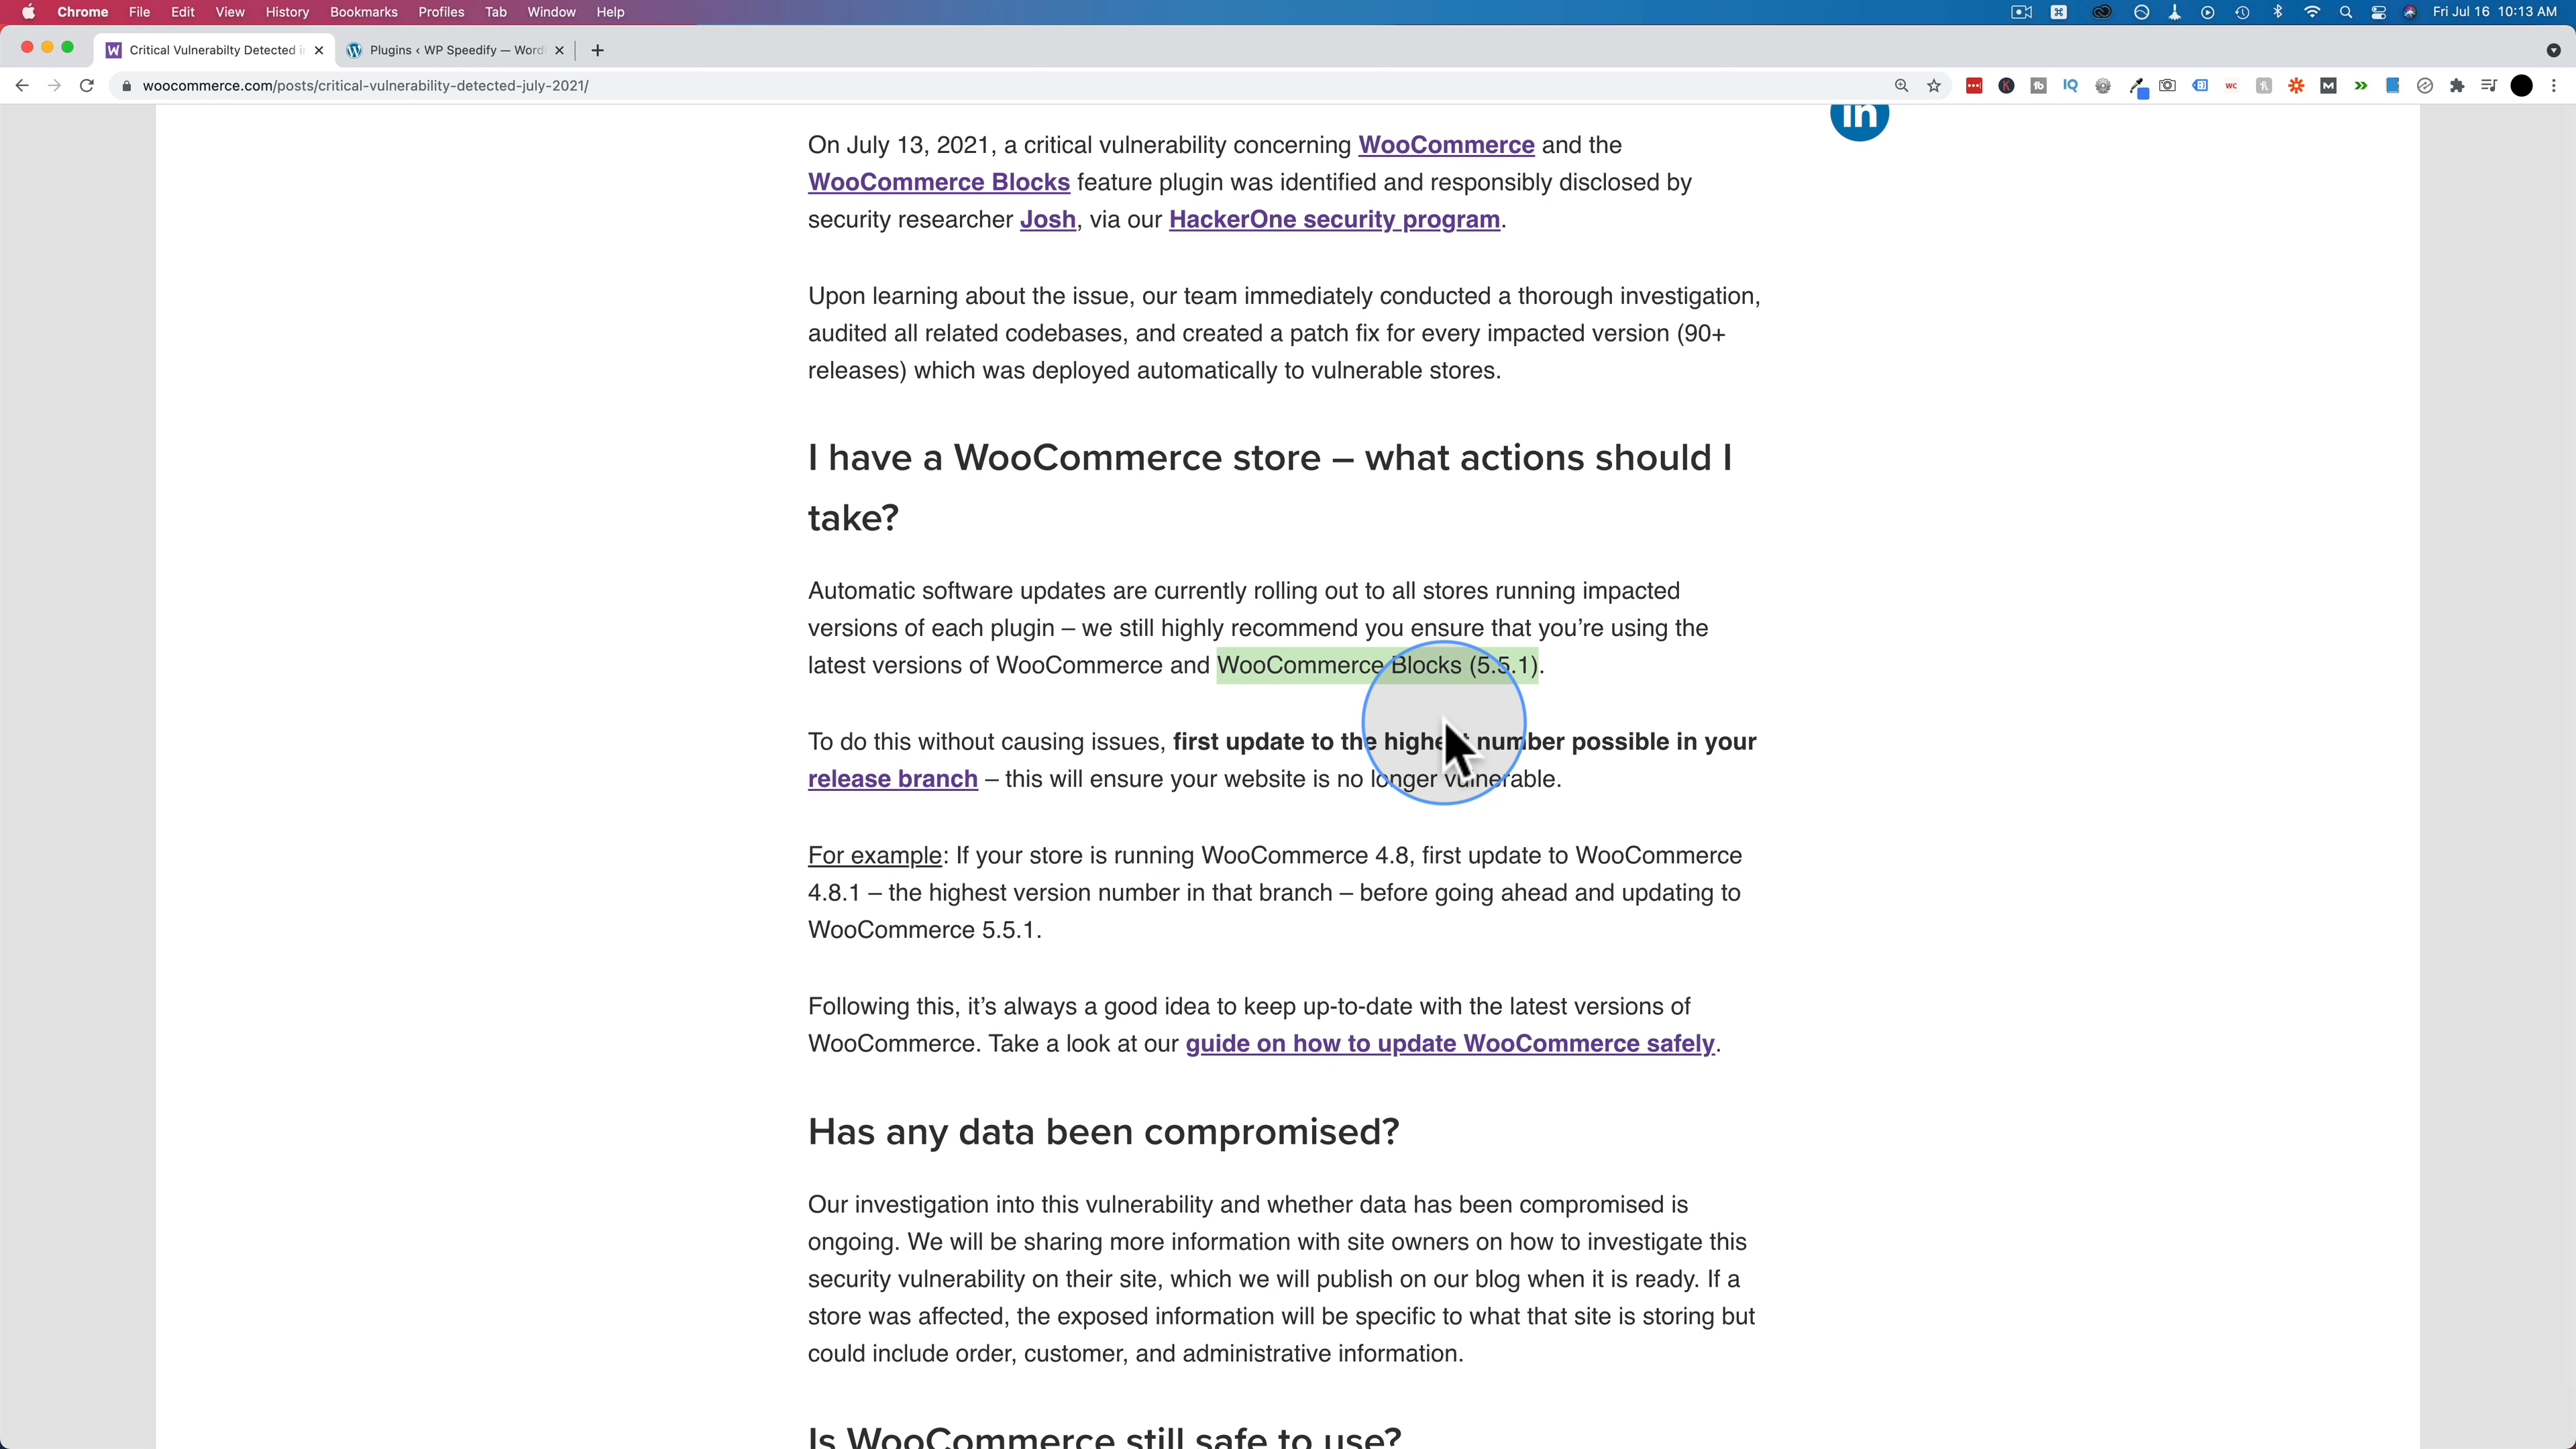 Chrome File Edit View History Bookmarks Profiles Tab Window Help Fri Jul 16 10:13 AM
Critical Vulnerabilty Detected i Plugins ‹ WP Speedify — Word
woocommerce.com/posts/critical-vulnerability-detected-july-2021/
in
On July 13, 2021, a critical vulnerability concerning WooCommerce and the
WooCommerce Blocks feature plugin was identified and responsibly disclosed by
security researcher Josh, via our HackerOne security program.
Upon learning about the issue, our team immediately conducted a thorough investigation,
audited all related codebases, and created a patch fix for every impacted version (90+
releases) which was deployed automatically to vulnerable stores.
I have a WooCommerce store – what actions should I
take?
Automatic software updates are currently rolling out to all stores running impacted
versions of each plugin – we still highly recommend you ensure that you’re using the
latest versions of WooCommerce and WooCommerce Blocks (5.5.1).
To do this without causing issues, first update to the highest number possible in your
release branch – this will ensure your website is no longer vulnerable.
For example: If your store is running WooCommerce 4.8, first update to WooCommerce
4.8.1 – the highest version number in that branch – before going ahead and updating to
WooCommerce 5.5.1.
Following this, it’s always a good idea to keep up-to-date with the latest versions of
WooCommerce. Take a look at our guide on how to update WooCommerce safely.
Has any data been compromised?
Our investigation into this vulnerability and whether data has been compromised is
ongoing. We will be sharing more information with site owners on how to investigate this
security vulnerability on their site, which we will publish on our blog when it is ready. If a
store was affected, the exposed information will be specific to what that site is storing but
could include order, customer, and administrative information.
Is WooCommerce still safe to use?